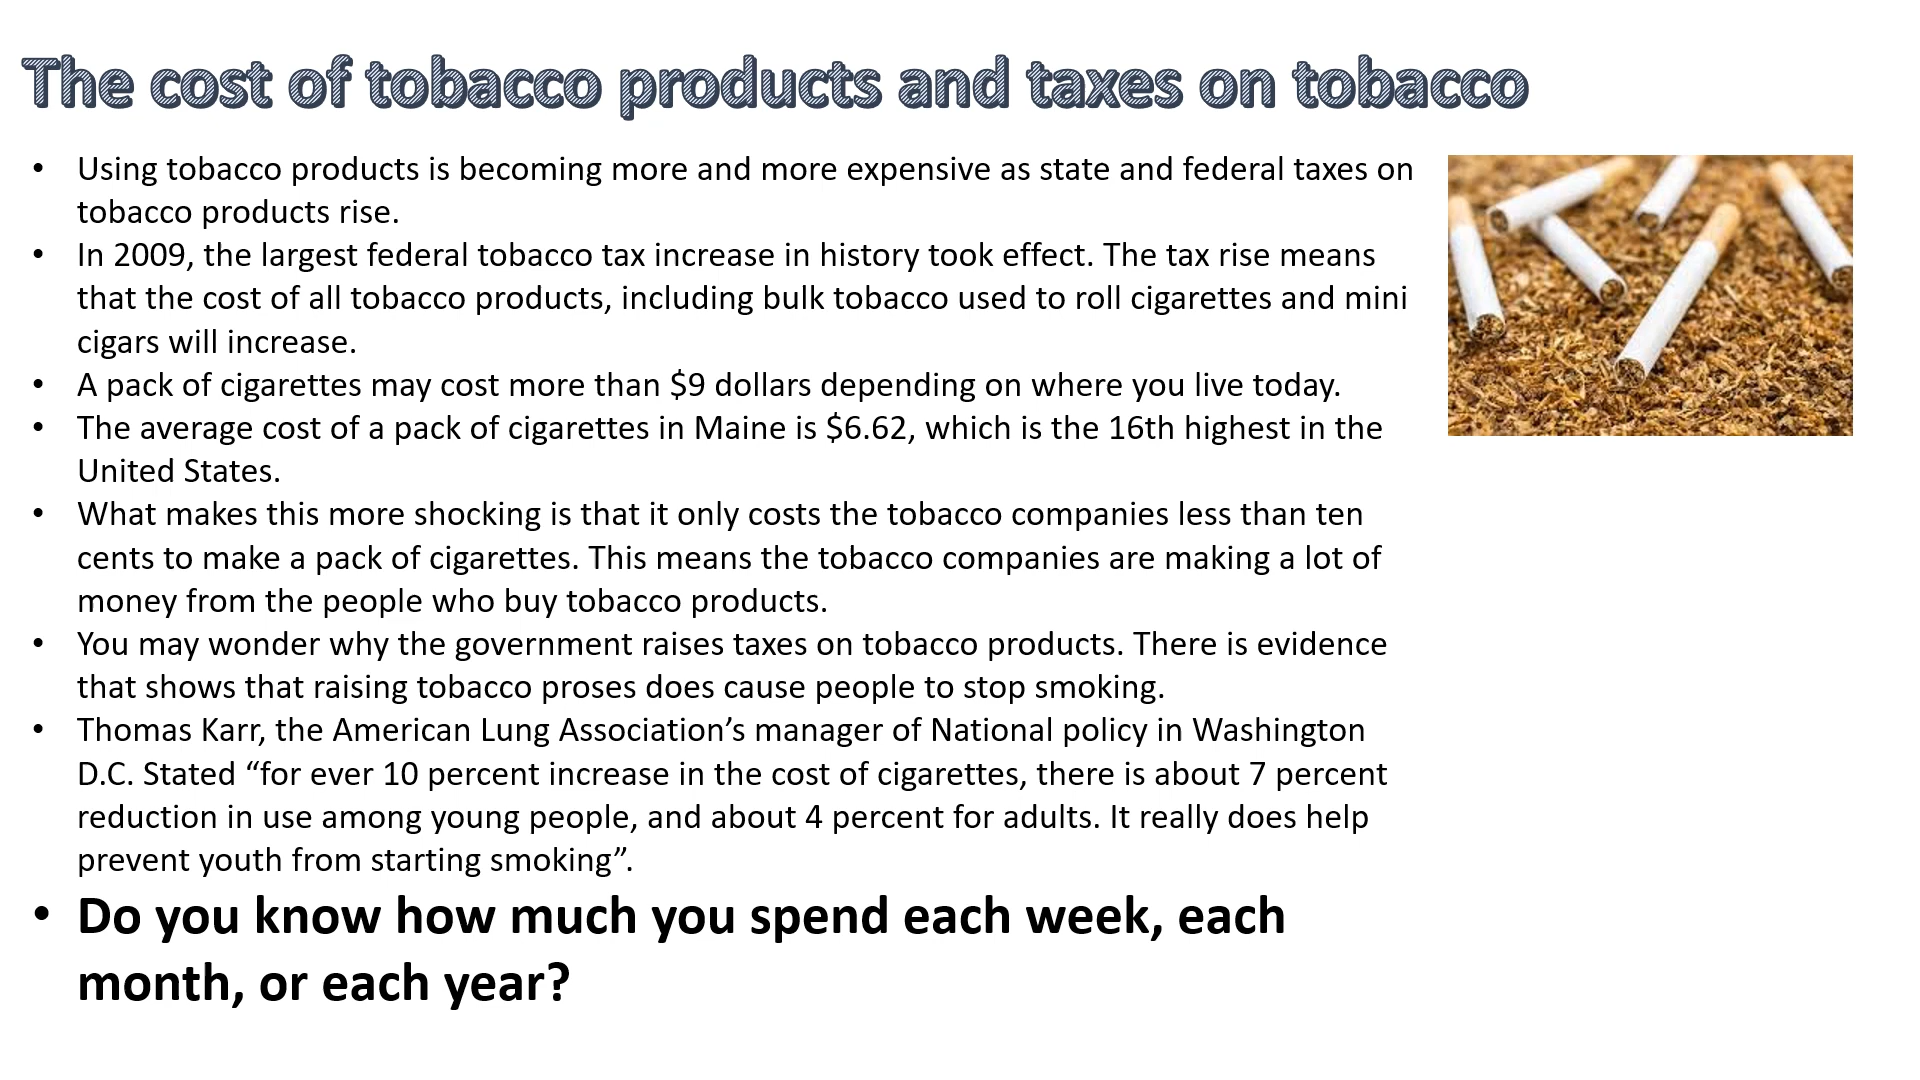 The cost of tobacco products and taxes on tobacco
• Using tobacco products is becoming more and more expensive as state and federal taxes on
tobacco products rise.
• In 2009, the largest federal tobacco tax increase in history took effect. The tax rise means
that the cost of all tobacco products, including bulk tobacco used to roll cigarettes and mini
cigars will increase.
• A pack of cigarettes may cost more than $9 dollars depending on where you live today.
• The average cost of a pack of cigarettes in Maine is $6.62, which is the 16th highest in the
United States.
• What makes this more shocking is that it only costs the tobacco companies less than ten
cents to make a pack of cigarettes. This means the tobacco companies are making a lot of
money from the people who buy tobacco products.
• You may wonder why the government raises taxes on tobacco products. There is evidence
that shows that raising tobacco proses does cause people to stop smoking.
• Thomas Karr, the American Lung Association’s manager of National policy in Washington
D.C. Stated “for ever 10 percent increase in the cost of cigarettes, there is about 7 percent
reduction in use among young people, and about 4 percent for adults. It really does help
prevent youth from starting smoking”.
• Do you know how much you spend each week, each
month, or each year?